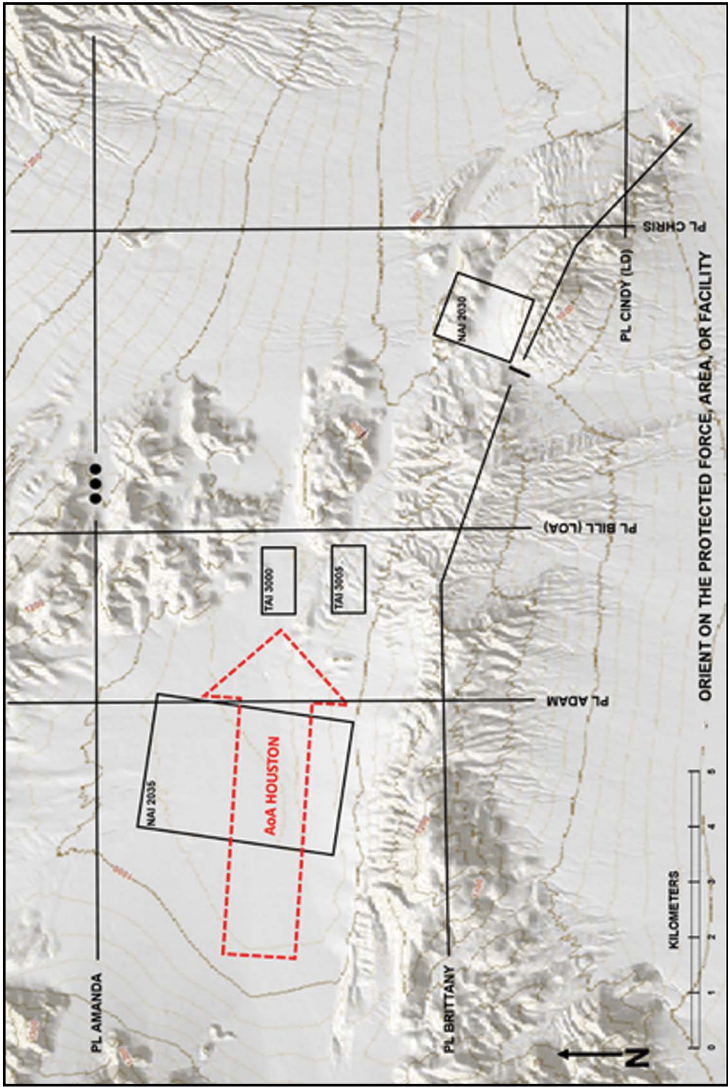 PL AMANDA
PL CHRIS
PL CINDY (LD)
PL BILL (LOA)
PL ADAM
PL BRITTANY
NAI 2030
NAI 2035
TAI 3000
TAI 3005
AoA HOUSTON
1200
1000
ORIENT ON THE PROTECTED FORCE, AREA, OR FACILITY
KILOMETERS
0 1 2 3 4 5
N